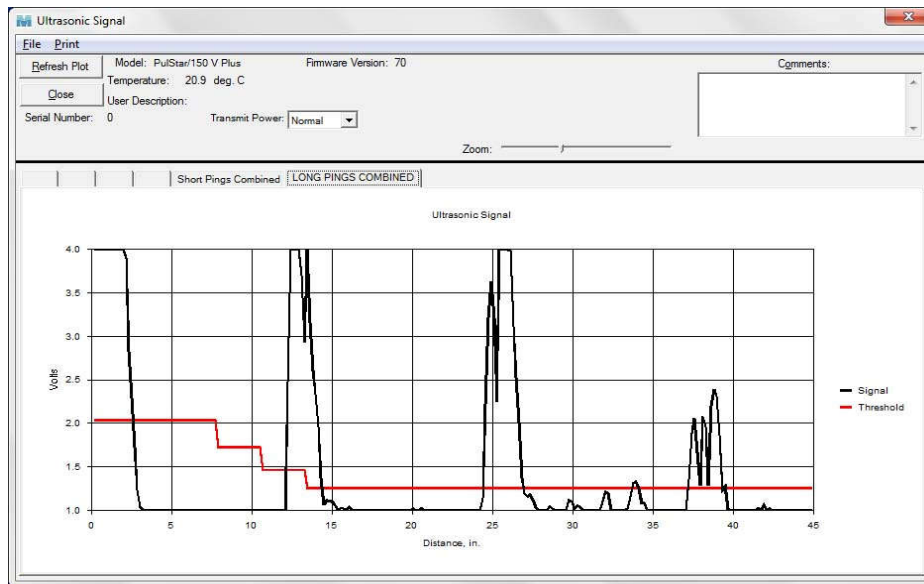 Ultrasonic Signal
File Print
Refresh Plot Model: PulStar/150 V Plus Firmware Version: 70 Comments:
Temperature: 20.9 deg. C
Close
User Description:
Serial Number: 0 Transmit Power: Normal
Zoom:
Short Pings Combined LONG PINGS COMBINED
Ultrasonic Signal
4.0
3.5
3.0
2.5
Volts
Signal
Threshold
2.0
1.5
1.0
0 5 10 15 20 25 30 35 40 45
Distance, in.